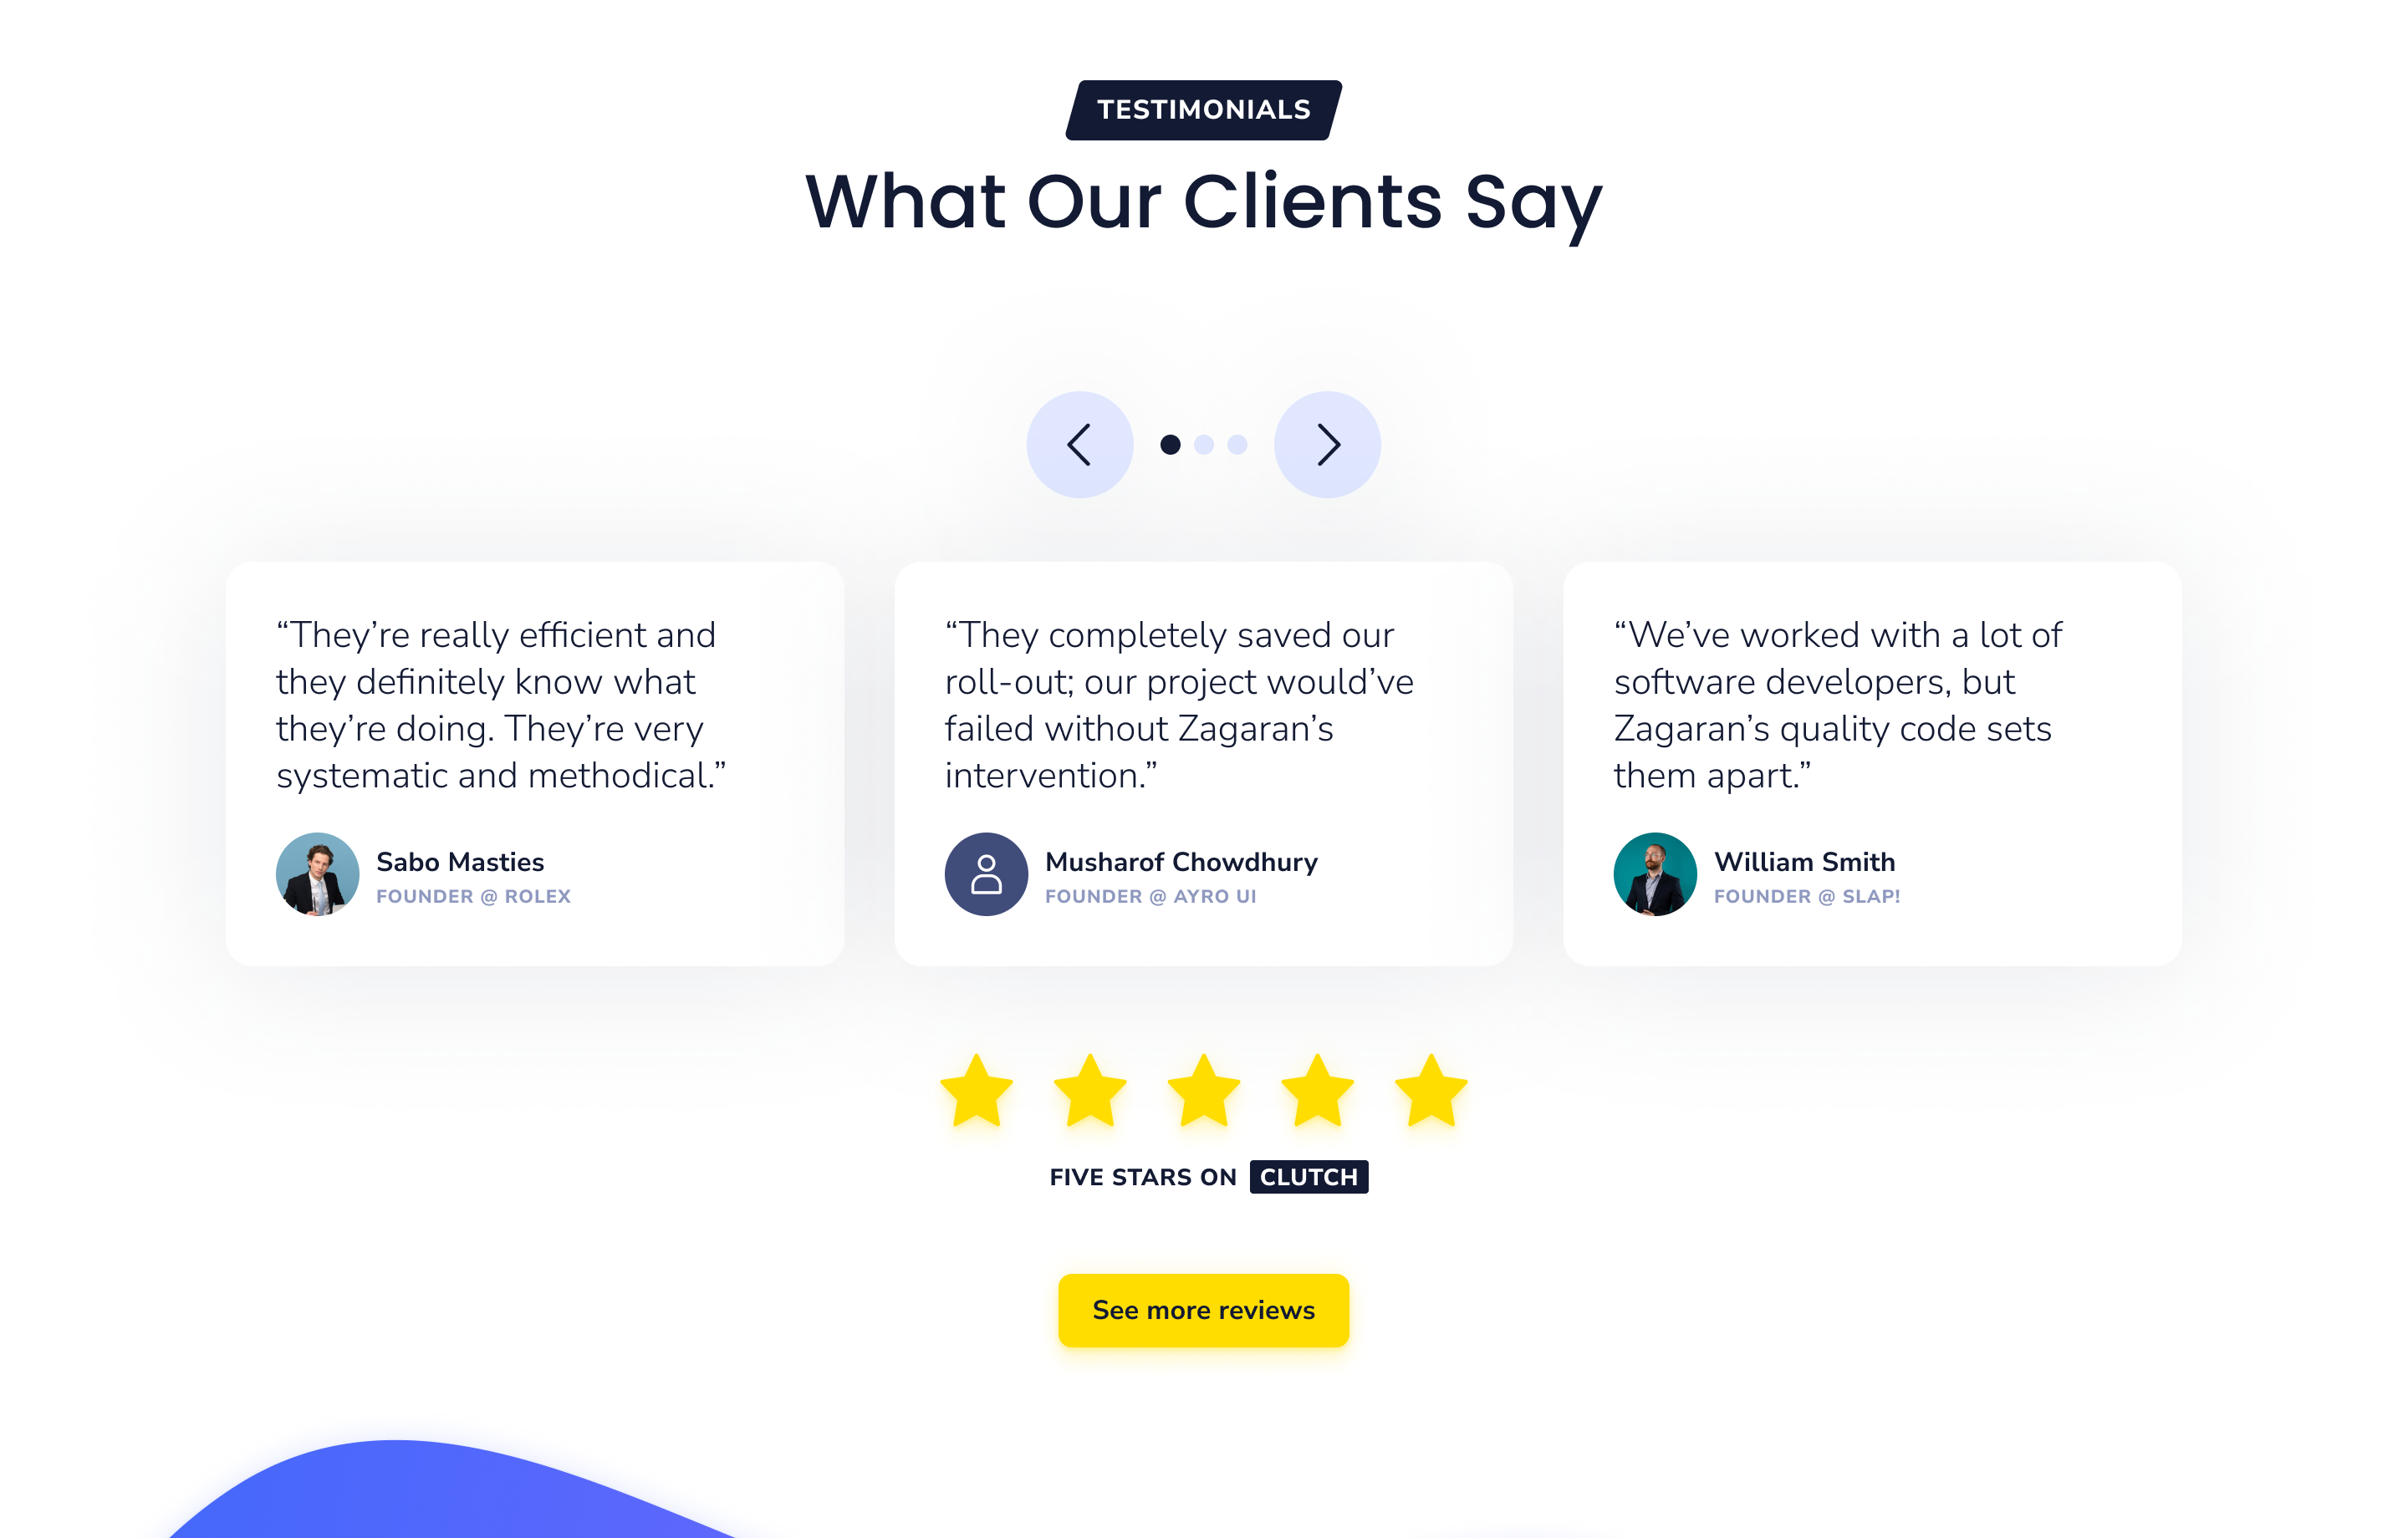 TESTIMONIALS
What Our Clients Say
“They’re really efficient and
they definitely know what
they’re doing. They’re very
systematic and methodical.”
Sabo Masties
FOUNDER @ ROLEX
“They completely saved our
roll-out; our project would’ve
failed without Zagaran’s
intervention.”
Musharof Chowdhury
FOUNDER @ AYRO UI
“We’ve worked with a lot of
software developers, but
Zagaran’s quality code sets
them apart.”
William Smith
FOUNDER @ SLAP!
FIVE STARS ON CLUTCH
See more reviews